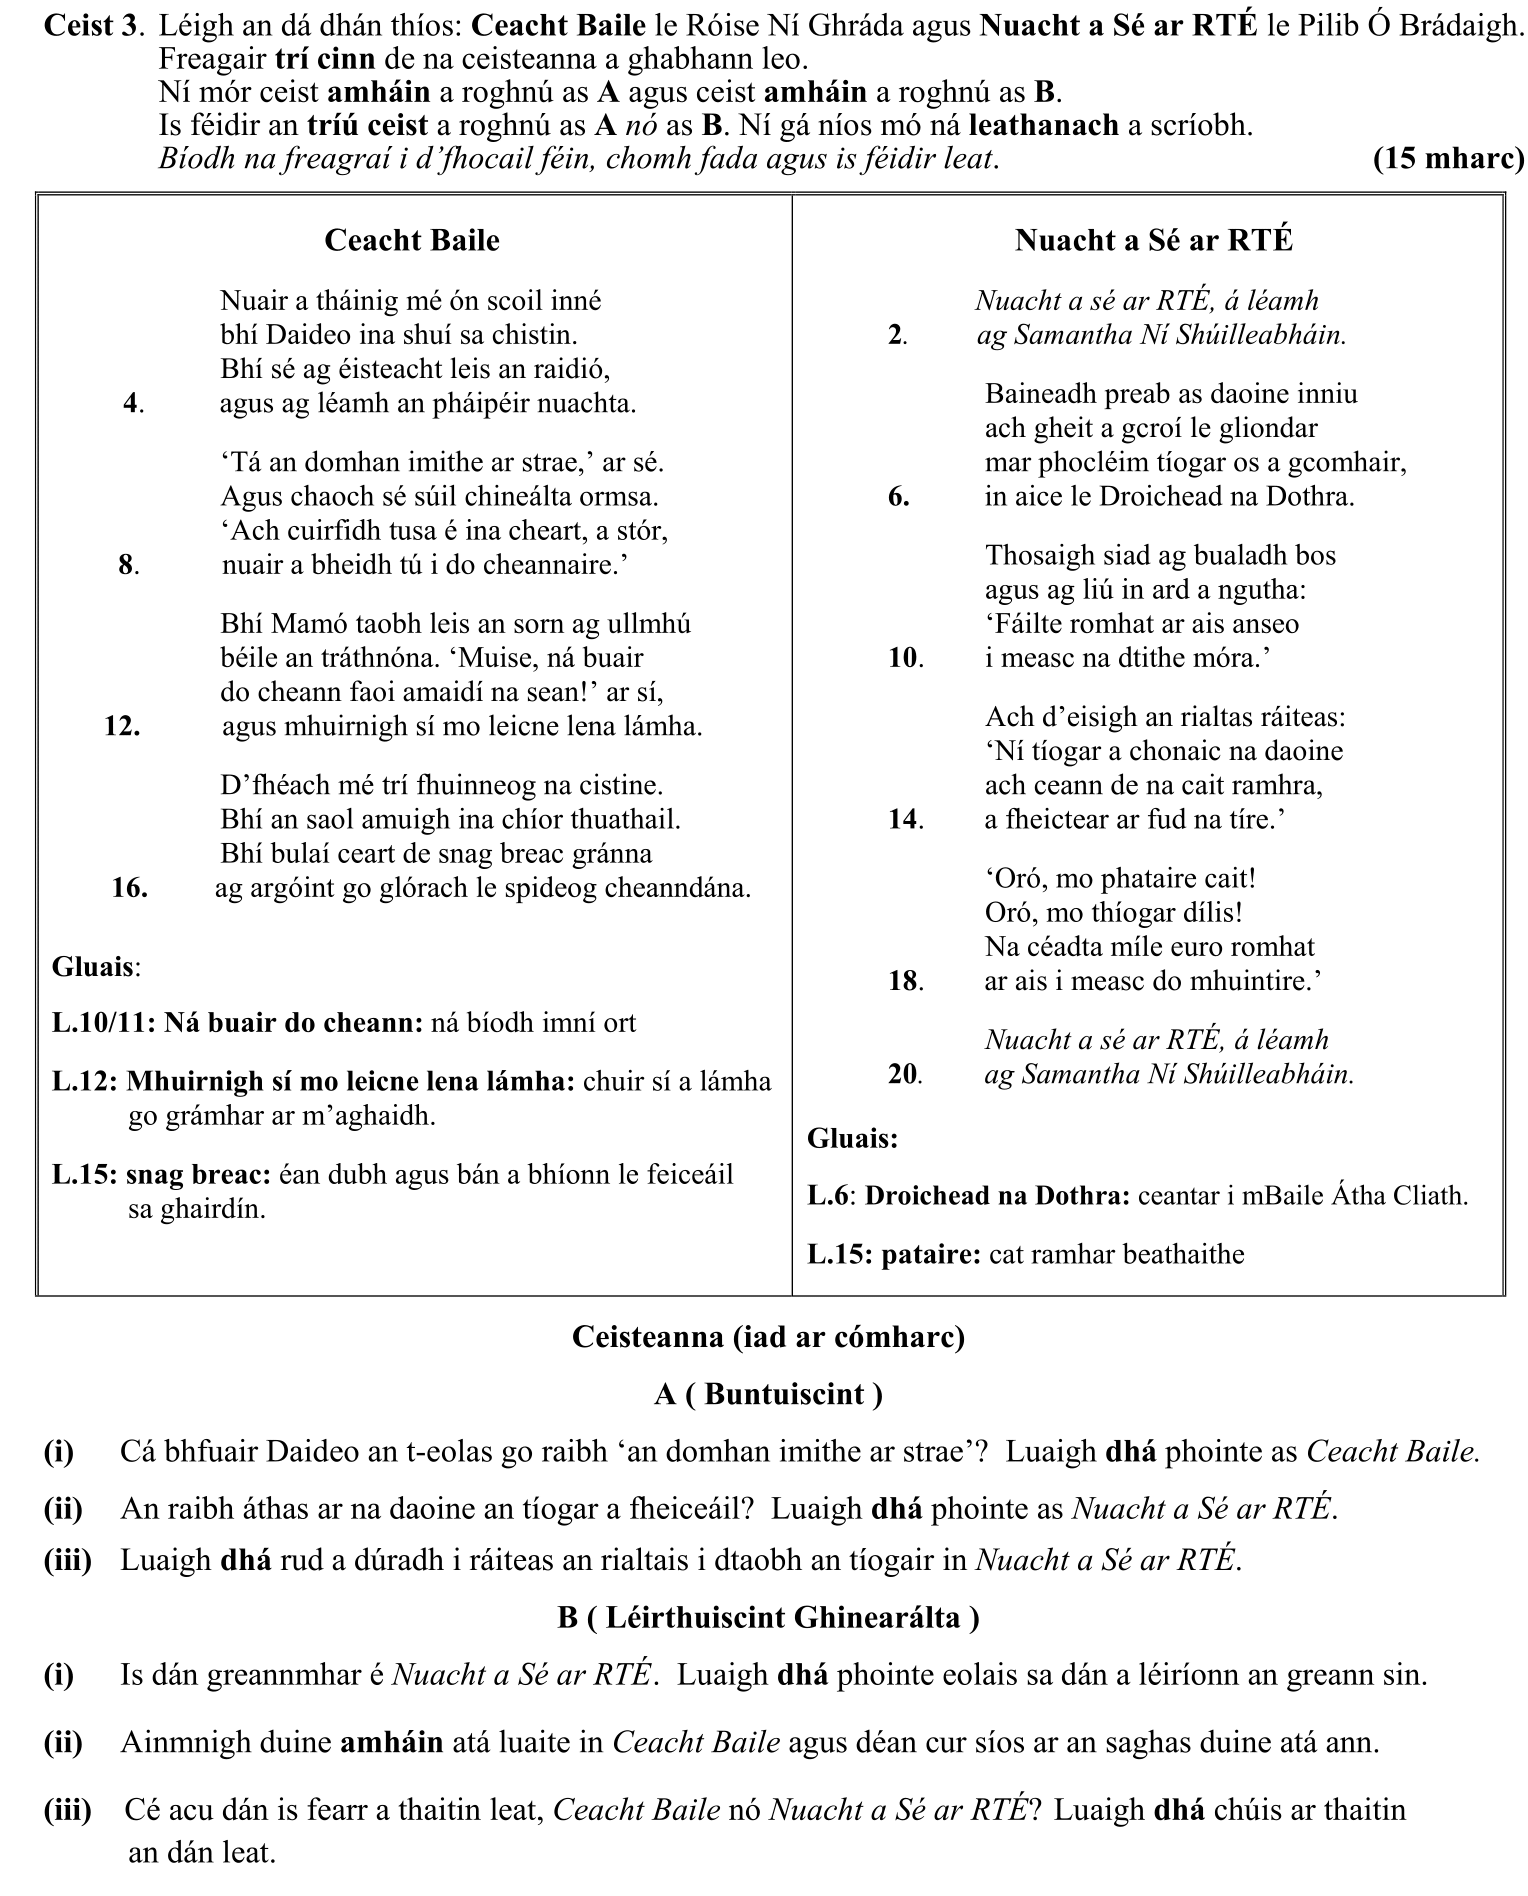 Ceist 3. Léigh an dá dhán thíos: Ceacht Baile le Róise Ní Ghráda agus Nuacht a Sé ar RTÉ le Pilib Ó Brádaigh.
Freagair trí cinn de na ceisteanna a ghabhann leo.
Ní mór ceist amháin a roghnú as A agus ceist amháin a roghnú as B.
Is féidir an tríú ceist a roghnú as A nó as B. Ní gá níos mó ná leathanach a scríobh.
Bíodh na freagraí i d'fhocail féin, chomh fada agus is féidir leat. (15 mharc)
Ceacht Baile
Nuair a tháinig mé ón scoil inné
bhí Daideo ina shuí sa chistin.
Bhí sé ag éisteacht leis an raidió,
4. agus ag léamh an pháipéir nuachta.
‘Tá an domhan imithe ar strae,’ ar sé.
Agus chaoch sé súil chineálta ormsa.
‘Ach cuirfidh tusa é ina cheart, a stór,
8. nuair a bheidh tú i do cheannaire.’
Bhí Mamó taobh leis an sorn ag ullmhú
béile an tráthnóna. ‘Muise, ná buair
do cheann faoi amaidí na sean!’ ar sí,
12. agus mhuirnigh sí mo leicne lena lámha.
D’fhéach mé trí fhuinneog na cistine.
Bhí an saol amuigh ina chíor thuathail.
Bhí bulaí ceart de snag breac gránna
16. ag argóint go glórach le spideog cheanndána.
Gluais:
L.10/11: Ná buair do cheann: ná bíodh imní ort
L.12: Mhuirnigh sí mo leicne lena lámha: chuir sí a lámha
go grámhar ar m’aghaidh.
L.15: snag breac: éan dubh agus bán a bhíonn le feiceáil
sa ghairdín.
Nuacht a Sé ar RTÉ
Nuacht a sé ar RTÉ, á léamh
2. ag Samantha Ní Shúilleabháin.
Baineadh preab as daoine inniu
ach gheit a gcroí le gliondar
mar phocléim tíogar os a gcomhair,
6. in aice le Droichead na Dothra.
Thosaigh siad ag bualadh bos
agus ag liú in ard a ngutha:
‘Fáilte romhat ar ais anseo
10. i measc na dtithe móra.’
Ach d’eisigh an rialtas ráiteas:
‘Ní tíogar a chonaic na daoine
ach ceann de na cait ramhra,
14. a fheictear ar fud na tíre.’
‘Oró, mo phataire cait!
Oró, mo thíogar dílis!
Na céadta míle euro romhat
18. ar ais i measc do mhuintire.’
Nuacht a sé ar RTÉ, á léamh
20. ag Samantha Ní Shúilleabháin.
Gluais:
L.6: Droichead na Dothra: ceantar i mBaile Átha Cliath.
L.15: pataire: cat ramhar beathaithe
Ceisteanna (iad ar cómharc)
A ( Buntuiscint )
(i) Cá bhfuair Daideo an t-eolas go raibh ‘an domhan imithe ar strae’? Luaigh dhá phointe as Ceacht Baile.
(ii) An raibh áthas ar na daoine an tíogar a fheiceáil? Luaigh dhá phointe as Nuacht a Sé ar RTÉ.
(iii) Luaigh dhá rud a dúradh i ráiteas an rialtais i dtaobh an tíogair in Nuacht a Sé ar RTÉ.
B ( Léirthuiscint Ghinearálta )
(i) Is dán greannmhar é Nuacht a Sé ar RTÉ. Luaigh dhá phointe eolais sa dán a léiríonn an greann sin.
(ii) Ainmnigh duine amháin atá luaite in Ceacht Baile agus déan cur síos ar an saghas duine atá ann.
(iii) Cé acu dán is fearr a thaitin leat, Ceacht Baile nó Nuacht a Sé ar RTÉ? Luaigh dhá chúis ar thaitin
an dán leat.